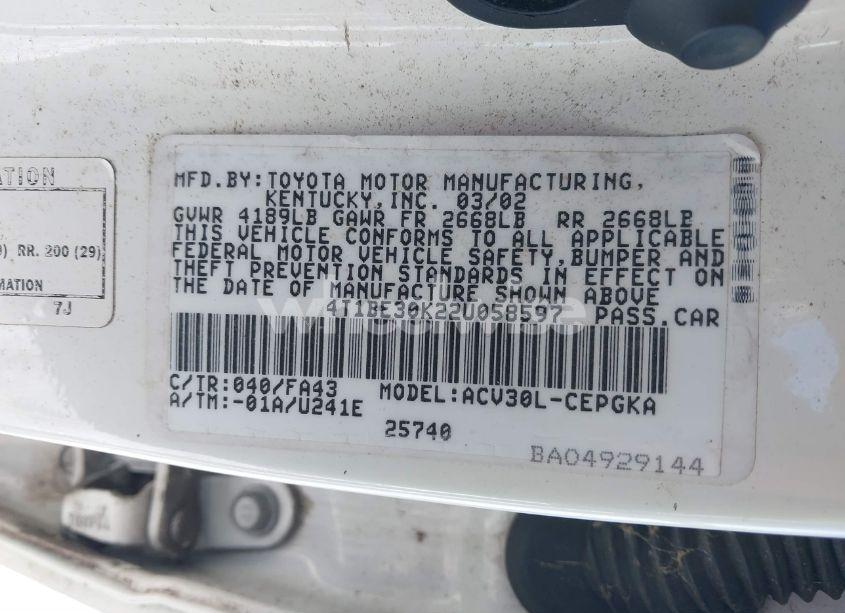 ATION
) RR. 200 (29)
MATION
7J
MFD.BY:TOYOTA MOTOR MANUFACTURING,
KENTUCKY,INC. 03/02
GVWR 4189LB GAWR FR 2668LB RR 2668LB
THIS VEHICLE CONFORMS TO ALL APPLICABLE
FEDERAL MOTOR VEHICLE SAFETY,BUMPER AND
THEFT PREVENTION STANDARDS IN EFFECT ON
THE DATE OF MANUFACTURE SHOWN ABOVE
4T1BE30K22U058597 PASS.CAR
C/TR:040/FA43 MODEL:ACV30L-CEPGKA
A/TM:-01A/U241E
25740
BA04929144